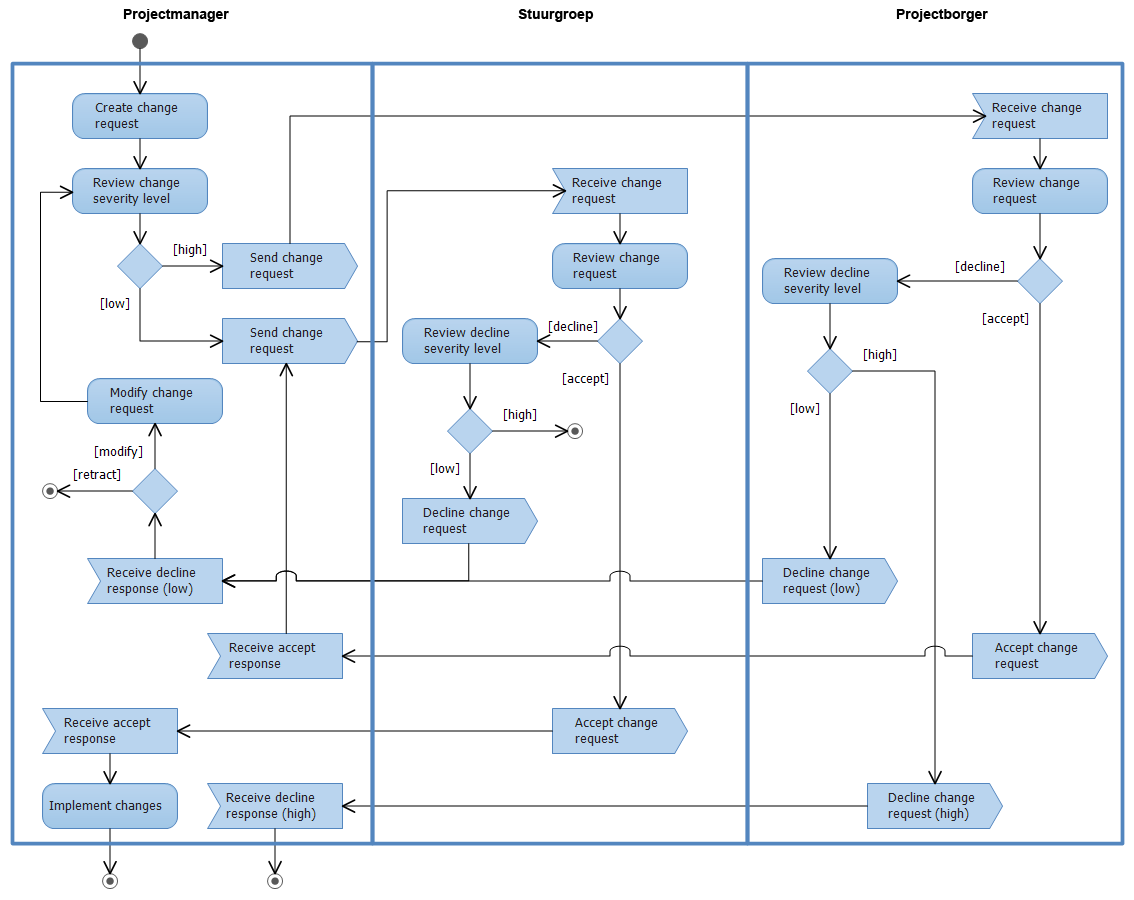 Projectmanager
Stuurgroep
Projectborger
Create change
request
Receive change
request
Review change
severity level
Receive change
request
Review change
request
[high]
Send change
request
Review change
request
[decline]
Review decline
severity level
[low]
[accept]
Send change
request
Review decline
severity level
[decline]
[high]
[accept]
Modify change
request
[low]
[high]
[modify]
[low]
[retract]
Decline change
request
Receive decline
response (low)
Decline change
request (low)
Receive accept
response
Accept change
request
Receive accept
response
Accept change
request
Implement changes
Receive decline
response (high)
Decline change
request (high)